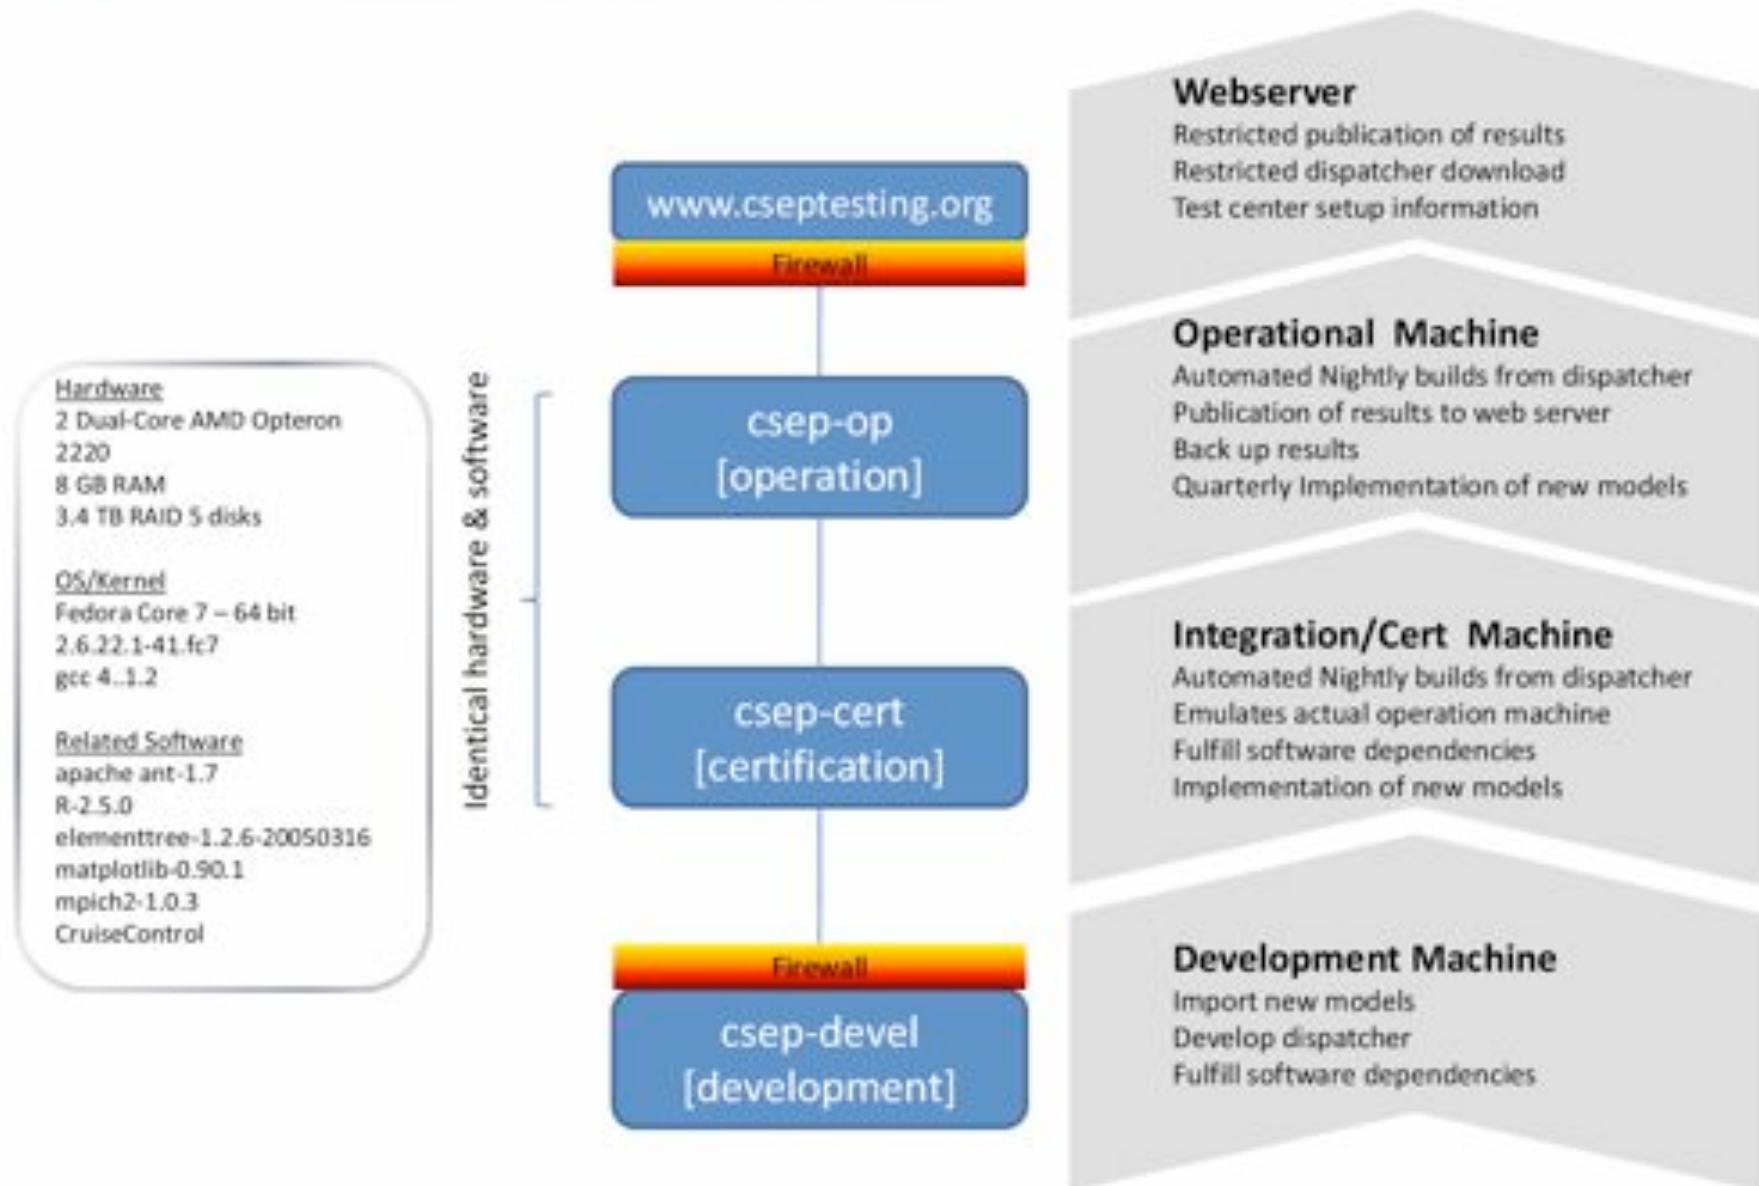 Webserver
Restricted publication of results
Restricted dispatcher download
Test center setup information
www.cseptesting.org
Firewall
Operational Machine
Automated Nightly builds from dispatcher
Publication of results to web server
Back up results
Quarterly Implementation of new models
csep-op
[operation]
Hardware
2 Dual-Core AMD Opteron
2220
8 GB RAM
3.4 TB RAID 5 disks
OS/Kernel
Fedora Core 7 – 64 bit
2.6.22.1-41.fc7
gcc 4..1.2
Related Software
apache ant-1.7
R-2.5.0
elementtree-1.2.6-20050316
matplotlib-0.90.1
mpich2-1.0.3
CruiseControl
Identical hardware & software
Integration/Cert Machine
Automated Nightly builds from dispatcher
Emulates actual operation machine
Fulfill software dependencies
Implementation of new models
csep-cert
[certification]
Firewall
csep-devel
[development]
Development Machine
Import new models
Develop dispatcher
Fulfill software dependencies